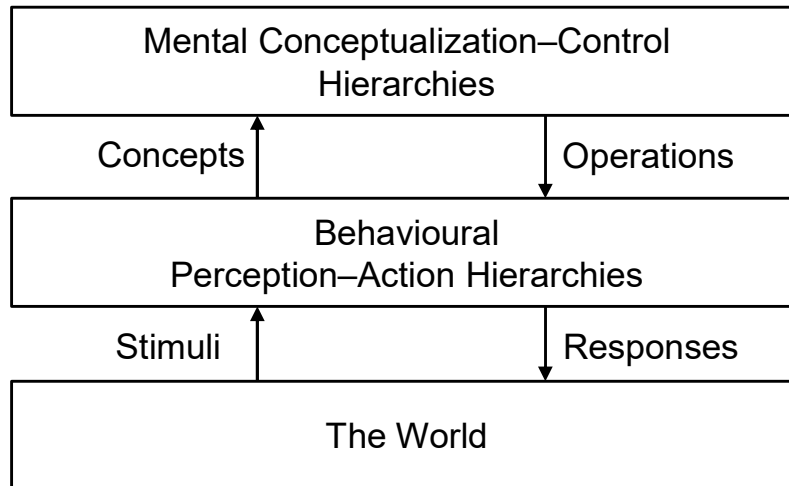 Mental Conceptualization–Control
Hierarchies
Concepts
Operations
Behavioural
Perception–Action Hierarchies
Stimuli
Responses
The World